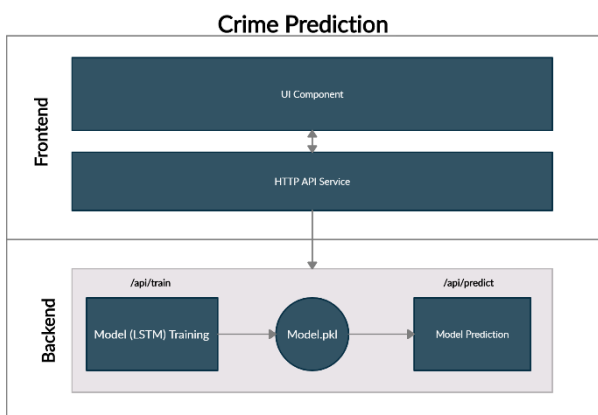 Crime Prediction
Frontend
UI Component
HTTP API Service
Backend
/api/train
/api/predict
Model (LSTM) Training
Model.pkl
Model Prediction